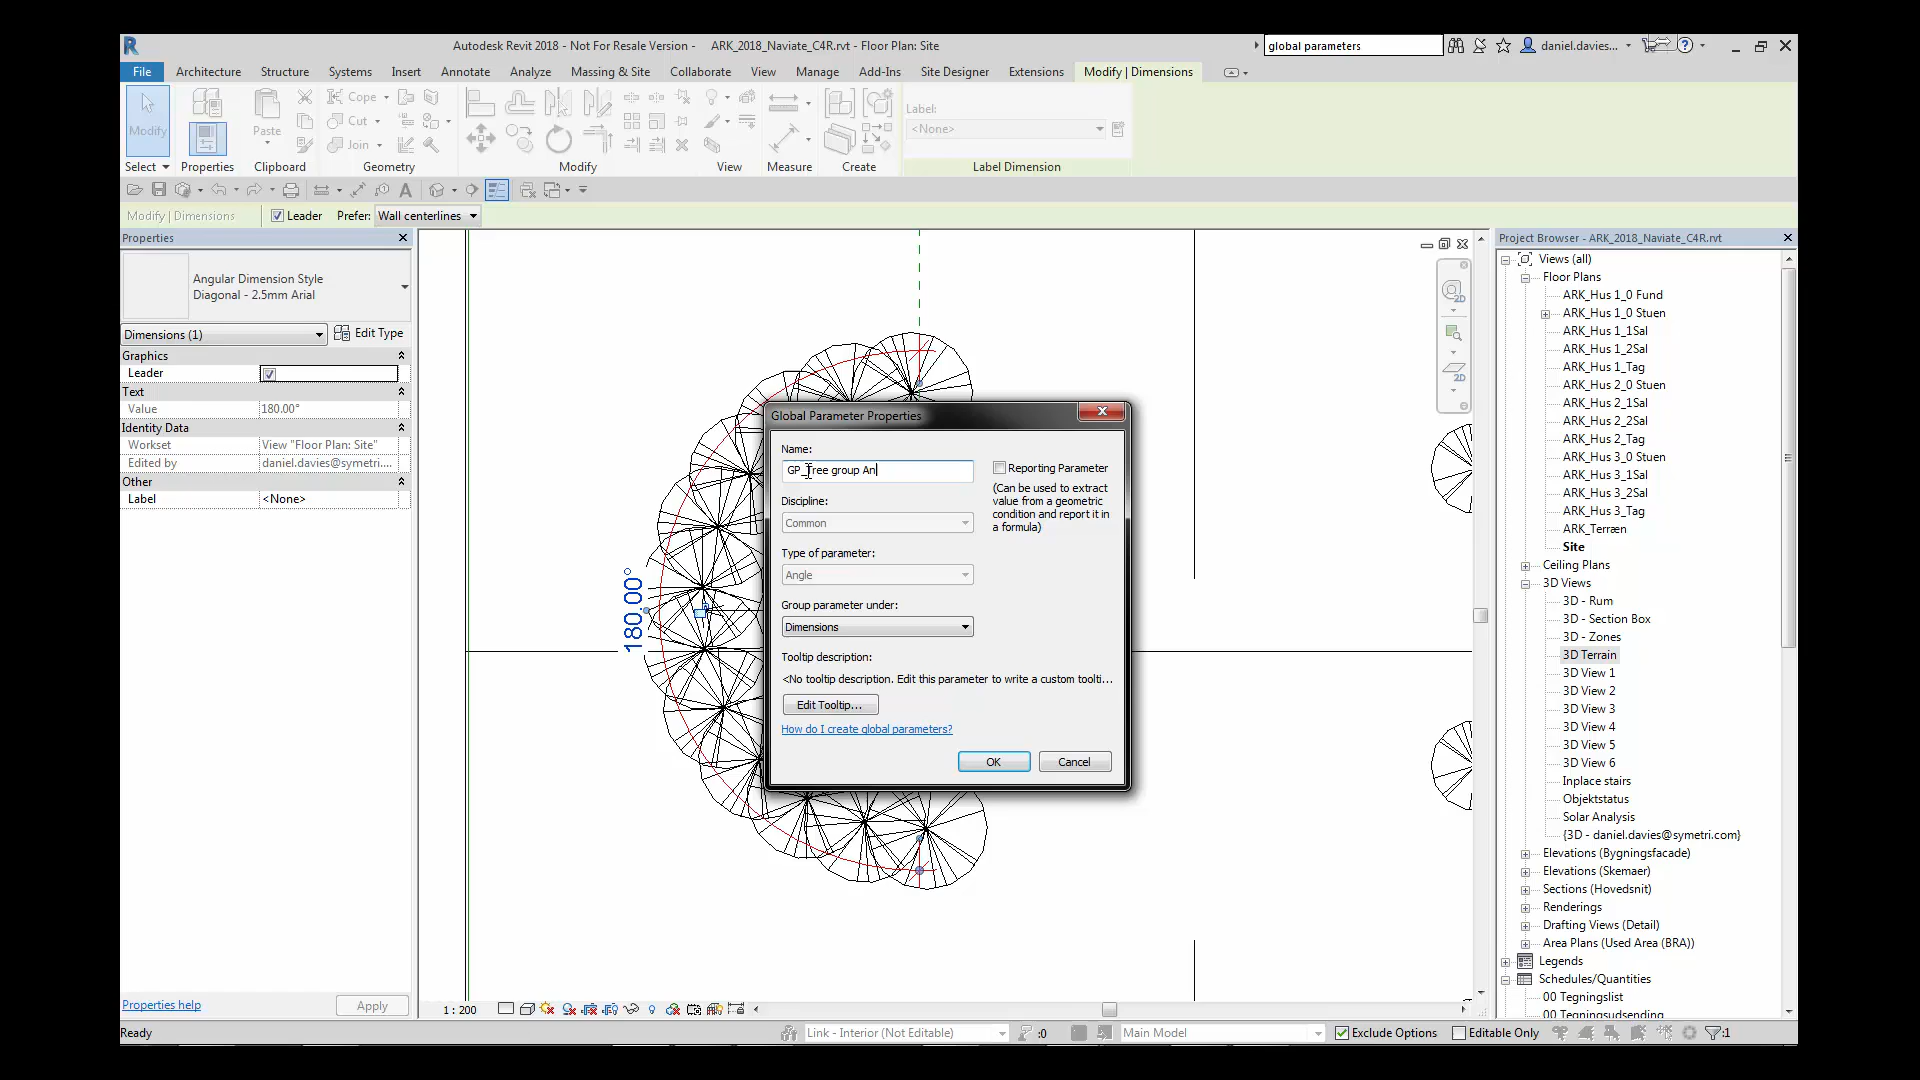 Autodesk Revit 2018 - Not For Resale Version - ARK_2018_Naviate_C4R.rvt - Floor Plan: Site
global parameters
daniel.davies...
File Architecture Structure Systems Insert Annotate Analyze Massing & Site Collaborate View Manage Add-Ins Site Designer Extensions Modify | Dimensions
Modify
Paste
Cope
Cut
Join
Label:
<None>
Select Properties Clipboard Geometry Modify View Measure Create Label Dimension
Modify | Dimensions
Leader Prefer: Wall centerlines
Properties
Angular Dimension Style
Diagonal - 2.5mm Arial
Dimensions (1)
Edit Type
Graphics
Leader
Text
Value 180.00°
Identity Data
Workset View "Floor Plan: Site"
Edited by daniel.davies@symetri....
Other
Label <None>
Properties help
Apply
180.00°
2D
2D
Global Parameter Properties
Name:
GP_Tree group An
Reporting Parameter
(Can be used to extract
value from a geometric
condition and report it in
a formula)
Discipline:
Common
Type of parameter:
Angle
Group parameter under:
Dimensions
Tooltip description:
<No tooltip description. Edit this parameter to write a custom toolti...
Edit Tooltip...
How do I create global parameters?
OK Cancel
Project Browser - ARK_2018_Naviate_C4R.rvt
Views (all)
Floor Plans
ARK_Hus 1_0 Fund
ARK_Hus 1_0 Stuen
ARK_Hus 1_1Sal
ARK_Hus 1_2Sal
ARK_Hus 1_Tag
ARK_Hus 2_0 Stuen
ARK_Hus 2_1Sal
ARK_Hus 2_2Sal
ARK_Hus 2_Tag
ARK_Hus 3_0 Stuen
ARK_Hus 3_1Sal
ARK_Hus 3_2Sal
ARK_Hus 3_Tag
ARK_Terræn
Site
Ceiling Plans
3D Views
3D - Rum
3D - Section Box
3D - Zones
3D Terrain
3D View 1
3D View 2
3D View 3
3D View 4
3D View 5
3D View 6
Inplace stairs
Objektstatus
Solar Analysis
{3D - daniel.davies@symetri.com}
Elevations (Bygningsfacade)
Elevations (Skemaer)
Sections (Hovedsnit)
Renderings
Drafting Views (Detail)
Area Plans (Used Area (BRA))
Legends
Schedules/Quantities
00 Tegningslist
00 Tegningsudsending
1 : 200
Ready
Link - Interior (Not Editable)
:0
Main Model
Exclude Options
Editable Only
:1